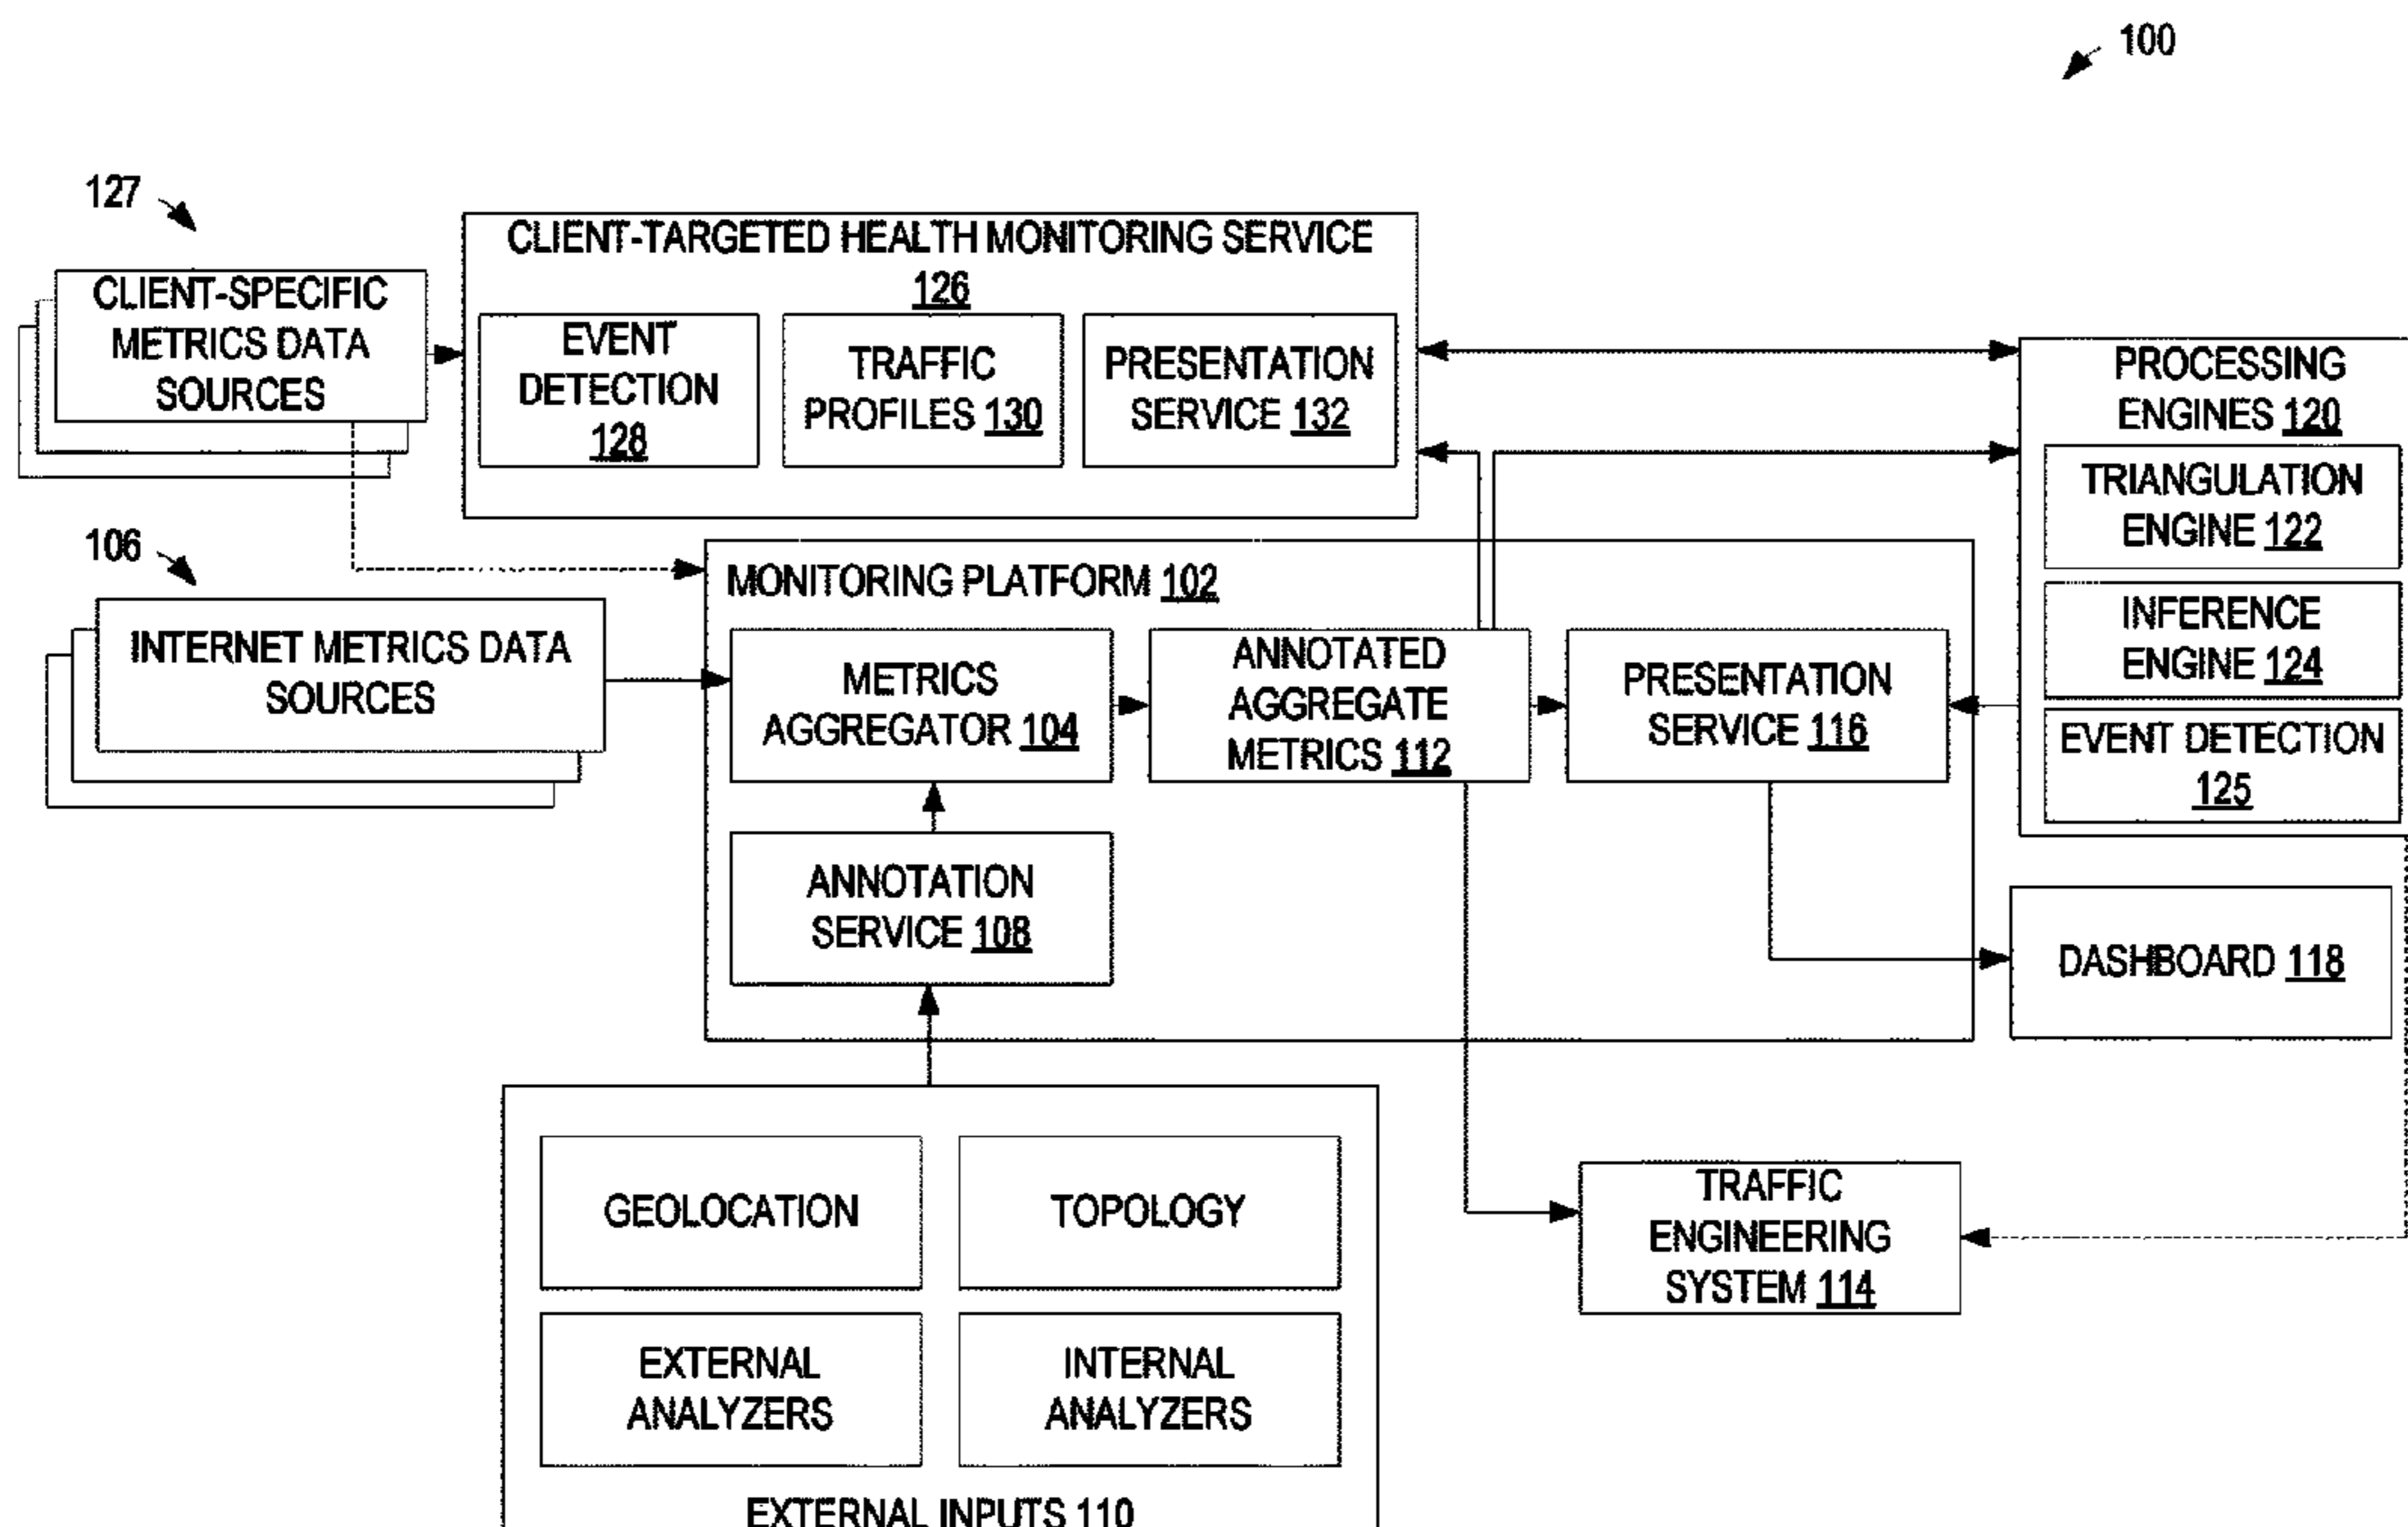 100
127
CLIENT-SPECIFIC
METRICS DATA
SOURCES
CLIENT-TARGETED HEALTH MONITORING SERVICE
126
EVENT
DETECTION
128
TRAFFIC
PROFILES 130
PRESENTATION
SERVICE 132
PROCESSING
ENGINES 120
TRIANGULATION
ENGINE 122
INFERENCE
ENGINE 124
EVENT DETECTION
125
106
INTERNET METRICS DATA
SOURCES
MONITORING PLATFORM 102
METRICS
AGGREGATOR 104
ANNOTATED
AGGREGATE
METRICS 112
PRESENTATION
SERVICE 116
ANNOTATION
SERVICE 108
DASHBOARD 118
GEOLOCATION
TOPOLOGY
EXTERNAL
ANALYZERS
INTERNAL
ANALYZERS
EXTERNAL INPUTS 110
TRAFFIC
ENGINEERING
SYSTEM 114